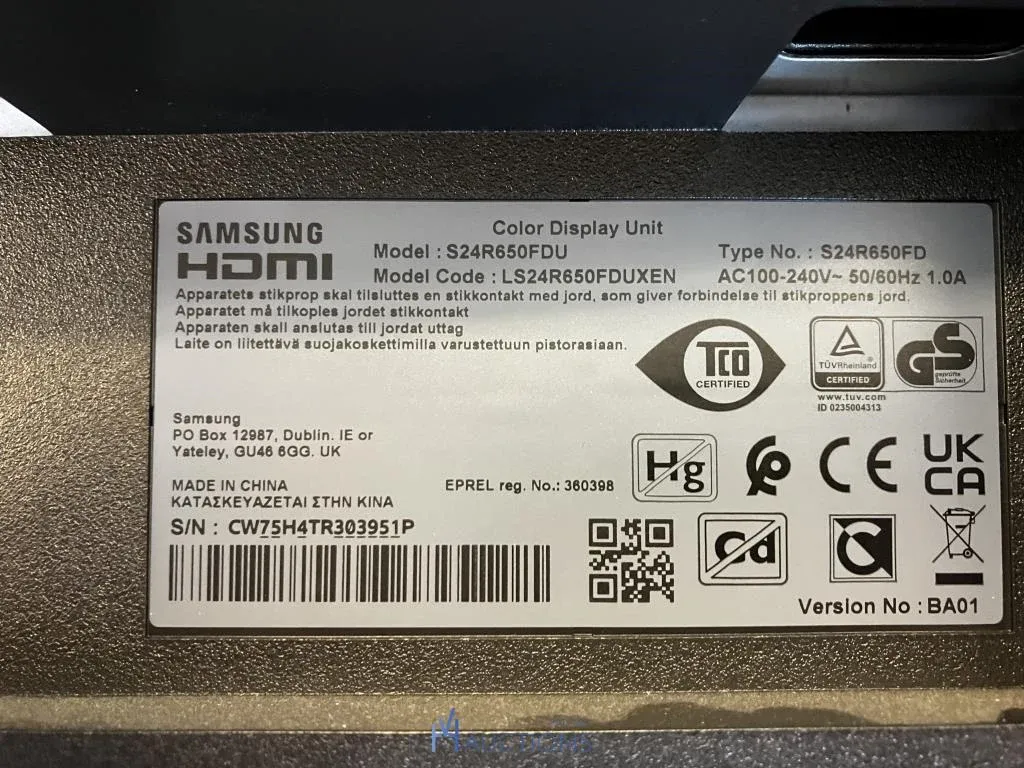 SAMSUNG
HDMI
Color Display Unit
Model : S24R650FDU
Type No. : S24R650FD
Model Code : LS24R650FDUXEN
AC100-240V~ 50/60Hz 1.0A
Apparatets stikprop skal tilsluttes en stikkontakt med jord, som giver forbindelse til stikproppens jord.
Apparatet må tilkoples jordet stikkontakt
Apparaten skall anslutas till jordat uttag
Laite on liitettävä suojakoskettimilla varustettuun pistorasiaan.
TCO
CERTIFIED
TÜVRheinland
CERTIFIED
www.tuv.com
ID 0235004313
GS
geprüfte
Sicherheit
Samsung
PO Box 12987, Dublin. IE or
Yateley, GU46 6GG. UK
Hg
CE
UK
CA
MADE IN CHINA
ΚΑΤΑΣΚΕΥΑΖΕΤΑΙ ΣΤΗΝ ΚΙΝΑ
EPREL reg. No.: 360398
S/N : CW75H4TR303951P
Cd
Version No : BA01
AUCTIONS